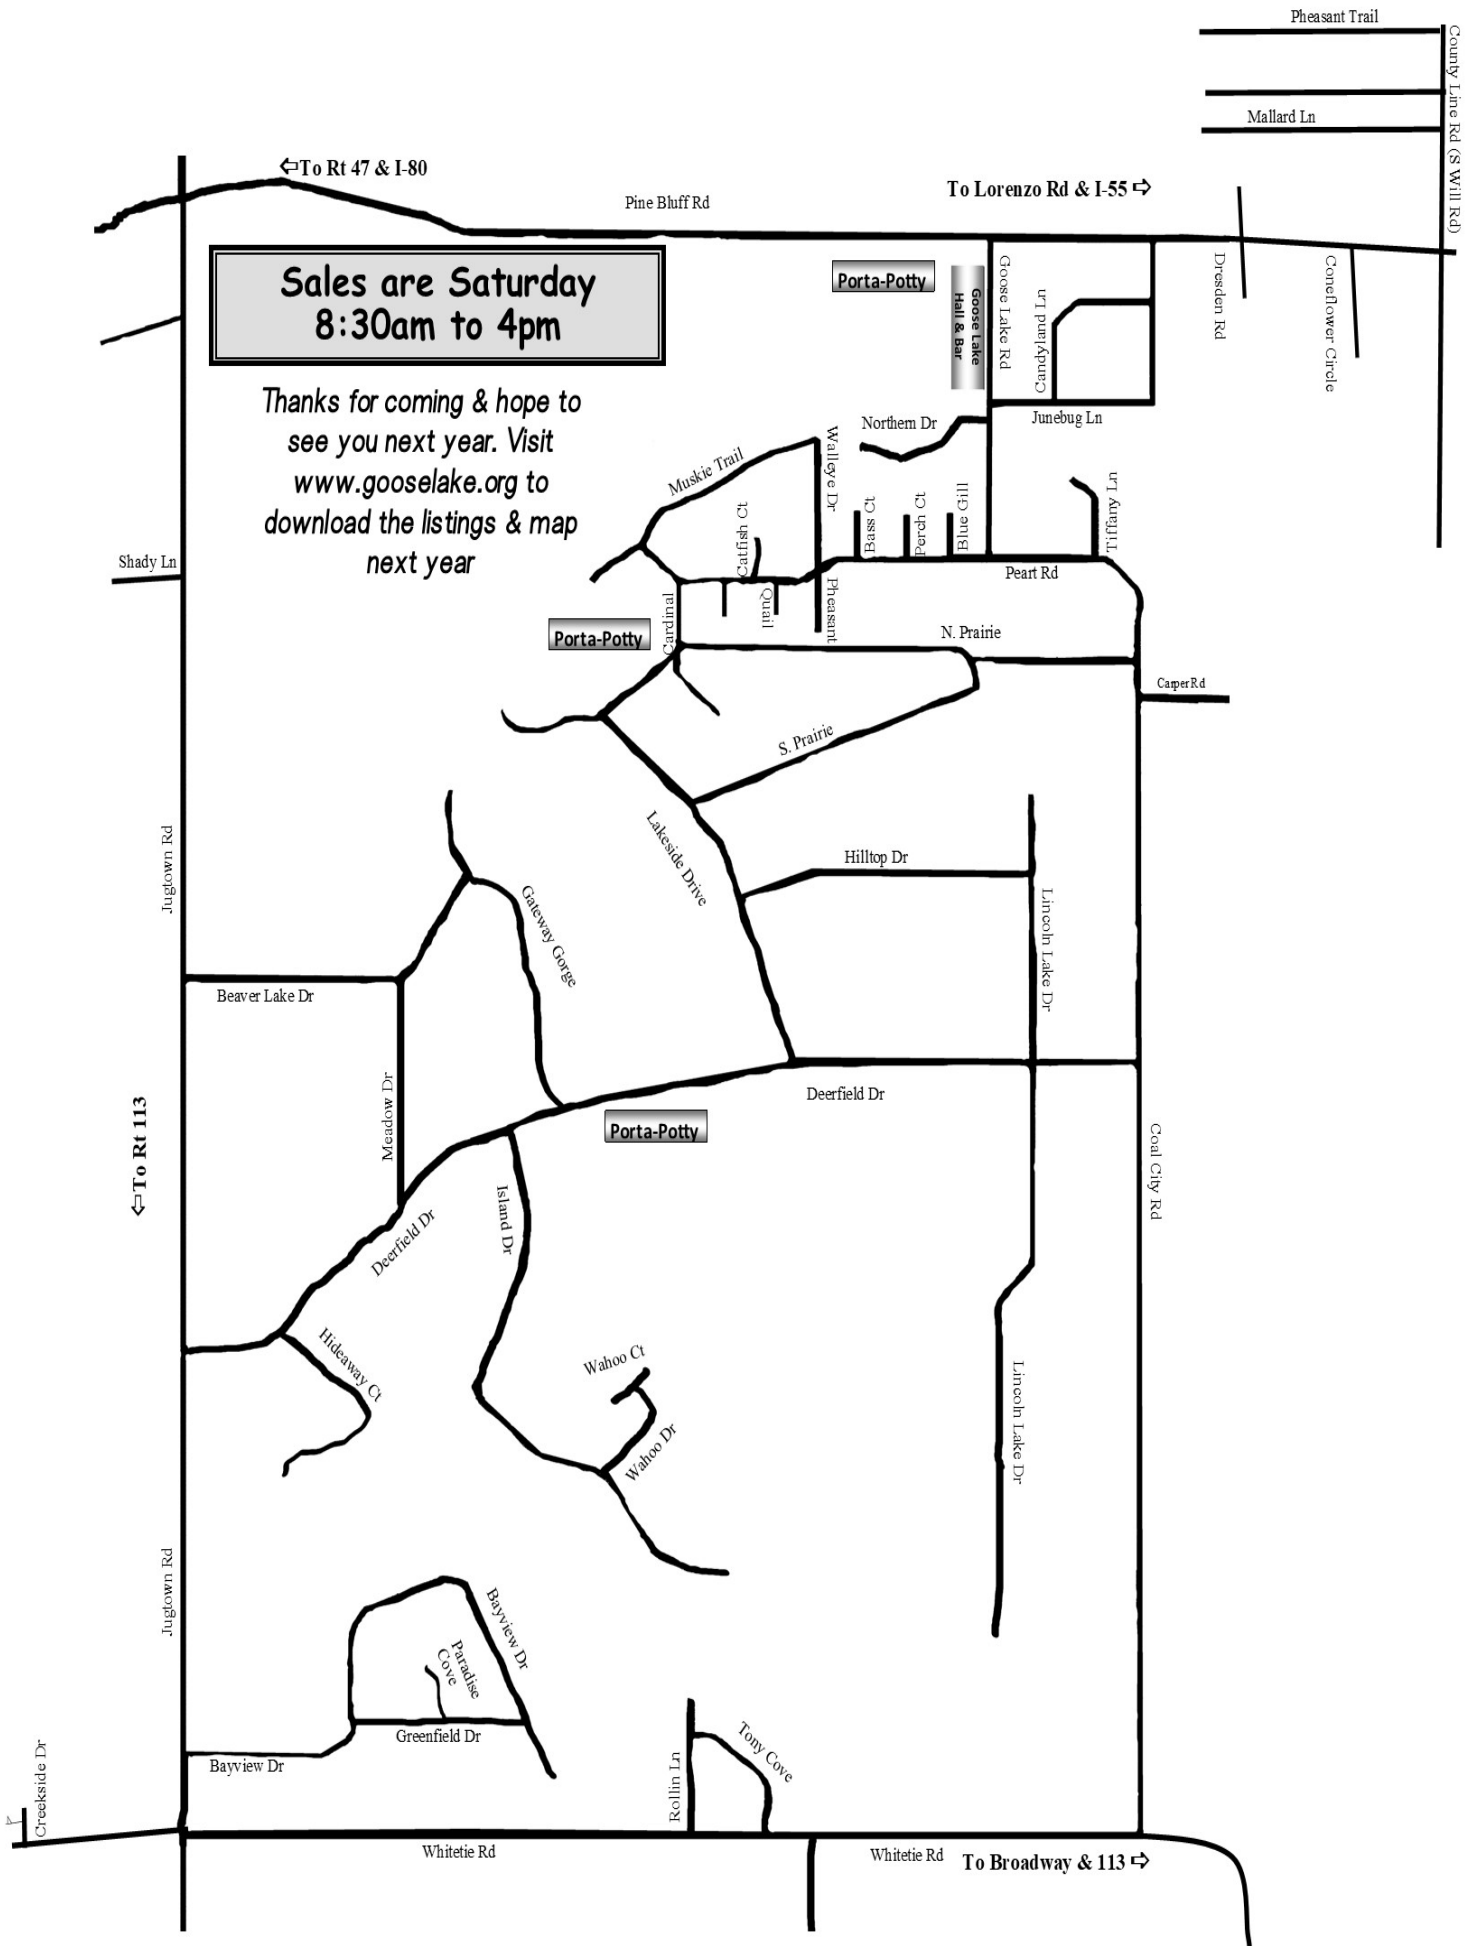 Pheasant Trail
County Line Rd (S Will Rd)
Mallard Ln
⇦To Rt 47 & I-80
To Lorenzo Rd & I-55 ⇨
Pine Bluff Rd
Sales are Saturday
8:30am to 4pm
Porta-Potty
Goose Lake
Hall & Bar
Goose Lake Rd
Candyland Ln
Dresden Rd
Coneflower Circle
Thanks for coming & hope to
see you next year. Visit
www.gooselake.org to
download the listings & map
next year
Junebug Ln
Northern Dr
Walleye Dr
Muskie Trail
Catfish Ct
Bass Ct
Perch Ct
Blue Gill
Tiffany Ln
Shady Ln
Peart Rd
Quail
Pheasant
Cardinal
Porta-Potty
N. Prairie
Carper Rd
S. Prairie
Jugtown Rd
Lakeside Drive
Hilltop Dr
Gateway Gorge
Lincoln Lake Dr
Beaver Lake Dr
Meadow Dr
Deerfield Dr
Porta-Potty
⇦To Rt 113
Coal City Rd
Island Dr
Deerfield Dr
Hideaway Ct
Wahoo Ct
Wahoo Dr
Lincoln Lake Dr
Jugtown Rd
Bayview Dr
Paradise
Cove
Greenfield Dr
Bayview Dr
Rollin Ln
Tony Cove
Creekside Dr
Whitetie Rd
Whitetie Rd
To Broadway & 113 ⇨